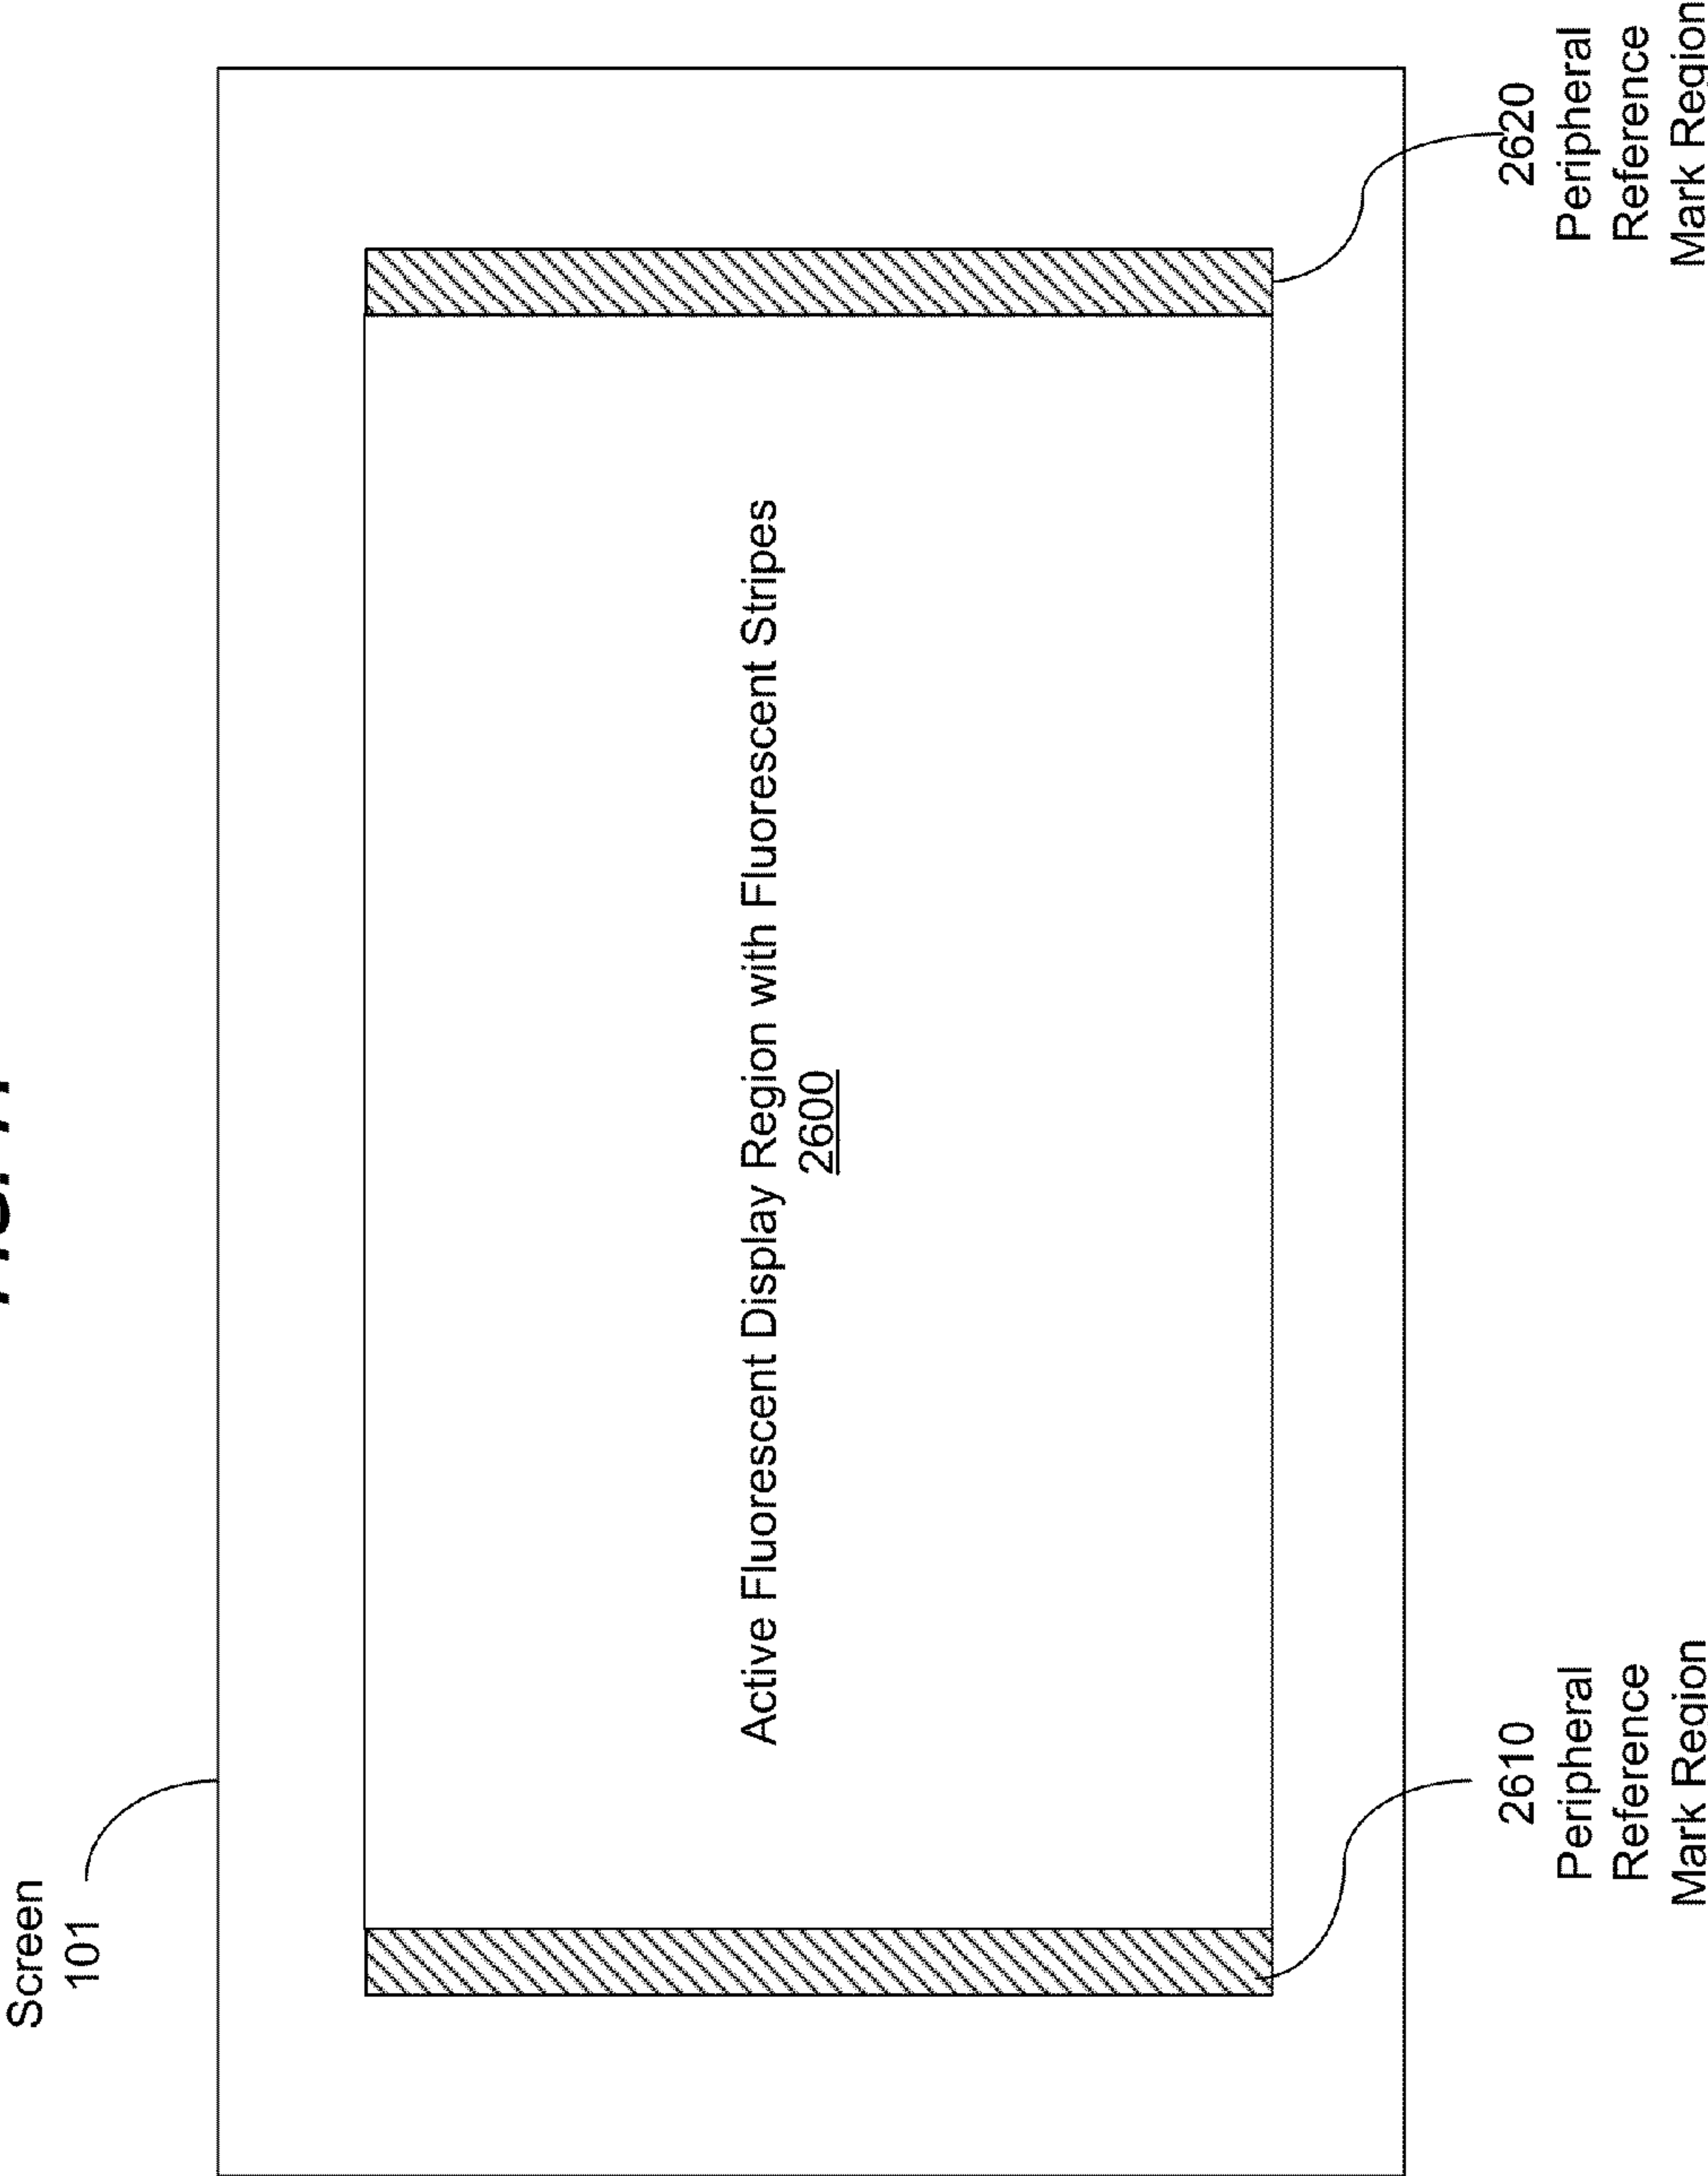 Screen
101
Active Fluorescent Display Region with Fluorescent Stripes
2600
2610
Peripheral
Reference
Mark Region
2620
Peripheral
Reference
Mark Region